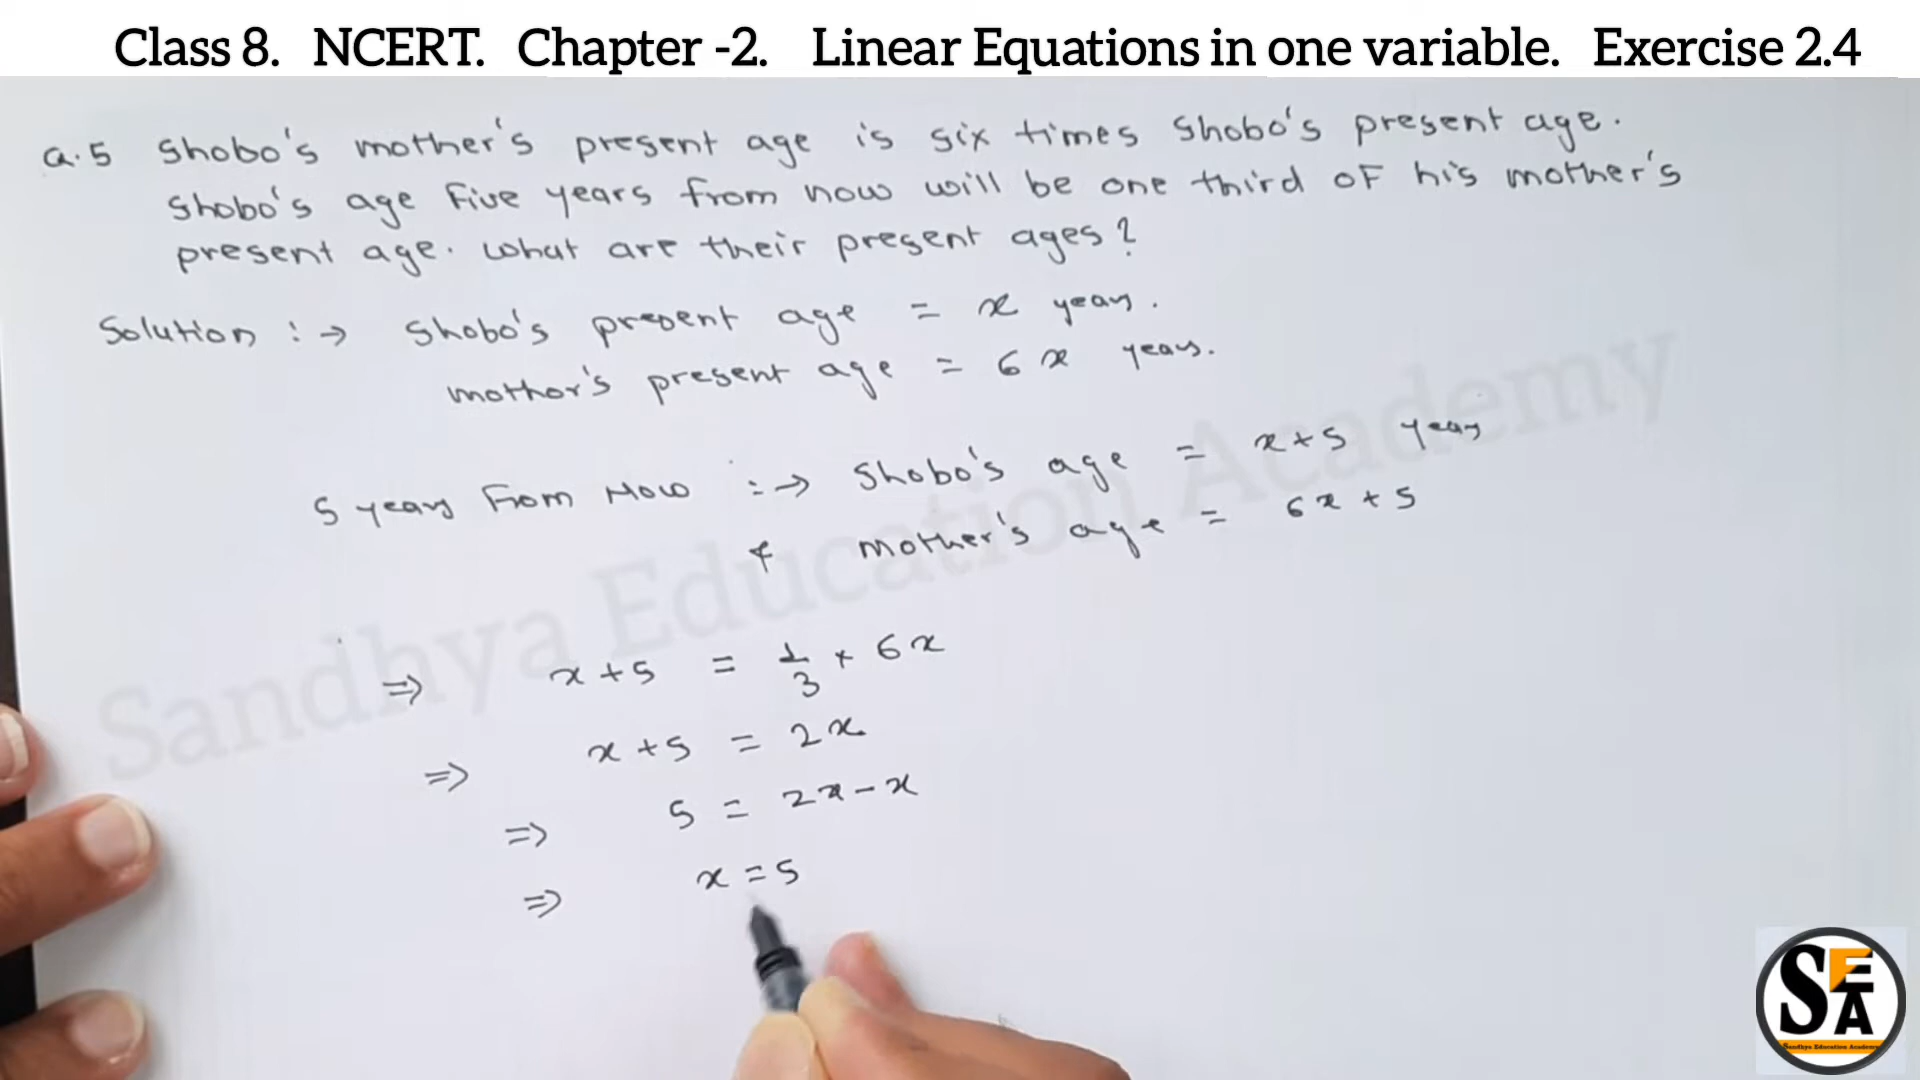 Class 8. NCERT. Chapter -2. Linear Equations in one variable. Exercise 2.4
Q.5 Shobo's mother's present age is six times Shobo's present age.
Shobo's age Five years from now will be one third of his mother's
present age. What are their present ages?
Solution :→ Shobo's present age = x years.
mother's present age = 6x years.
5 years From Now :→ Shobo's age = x+5 years
& mother's age = 6x+5
⇒ x+5 = 1/3 × 6x
⇒ x+5 = 2x
⇒ 5 = 2x-x
⇒ x=5
Sandhya Education Academy
SEA
Sandhya Education Academy